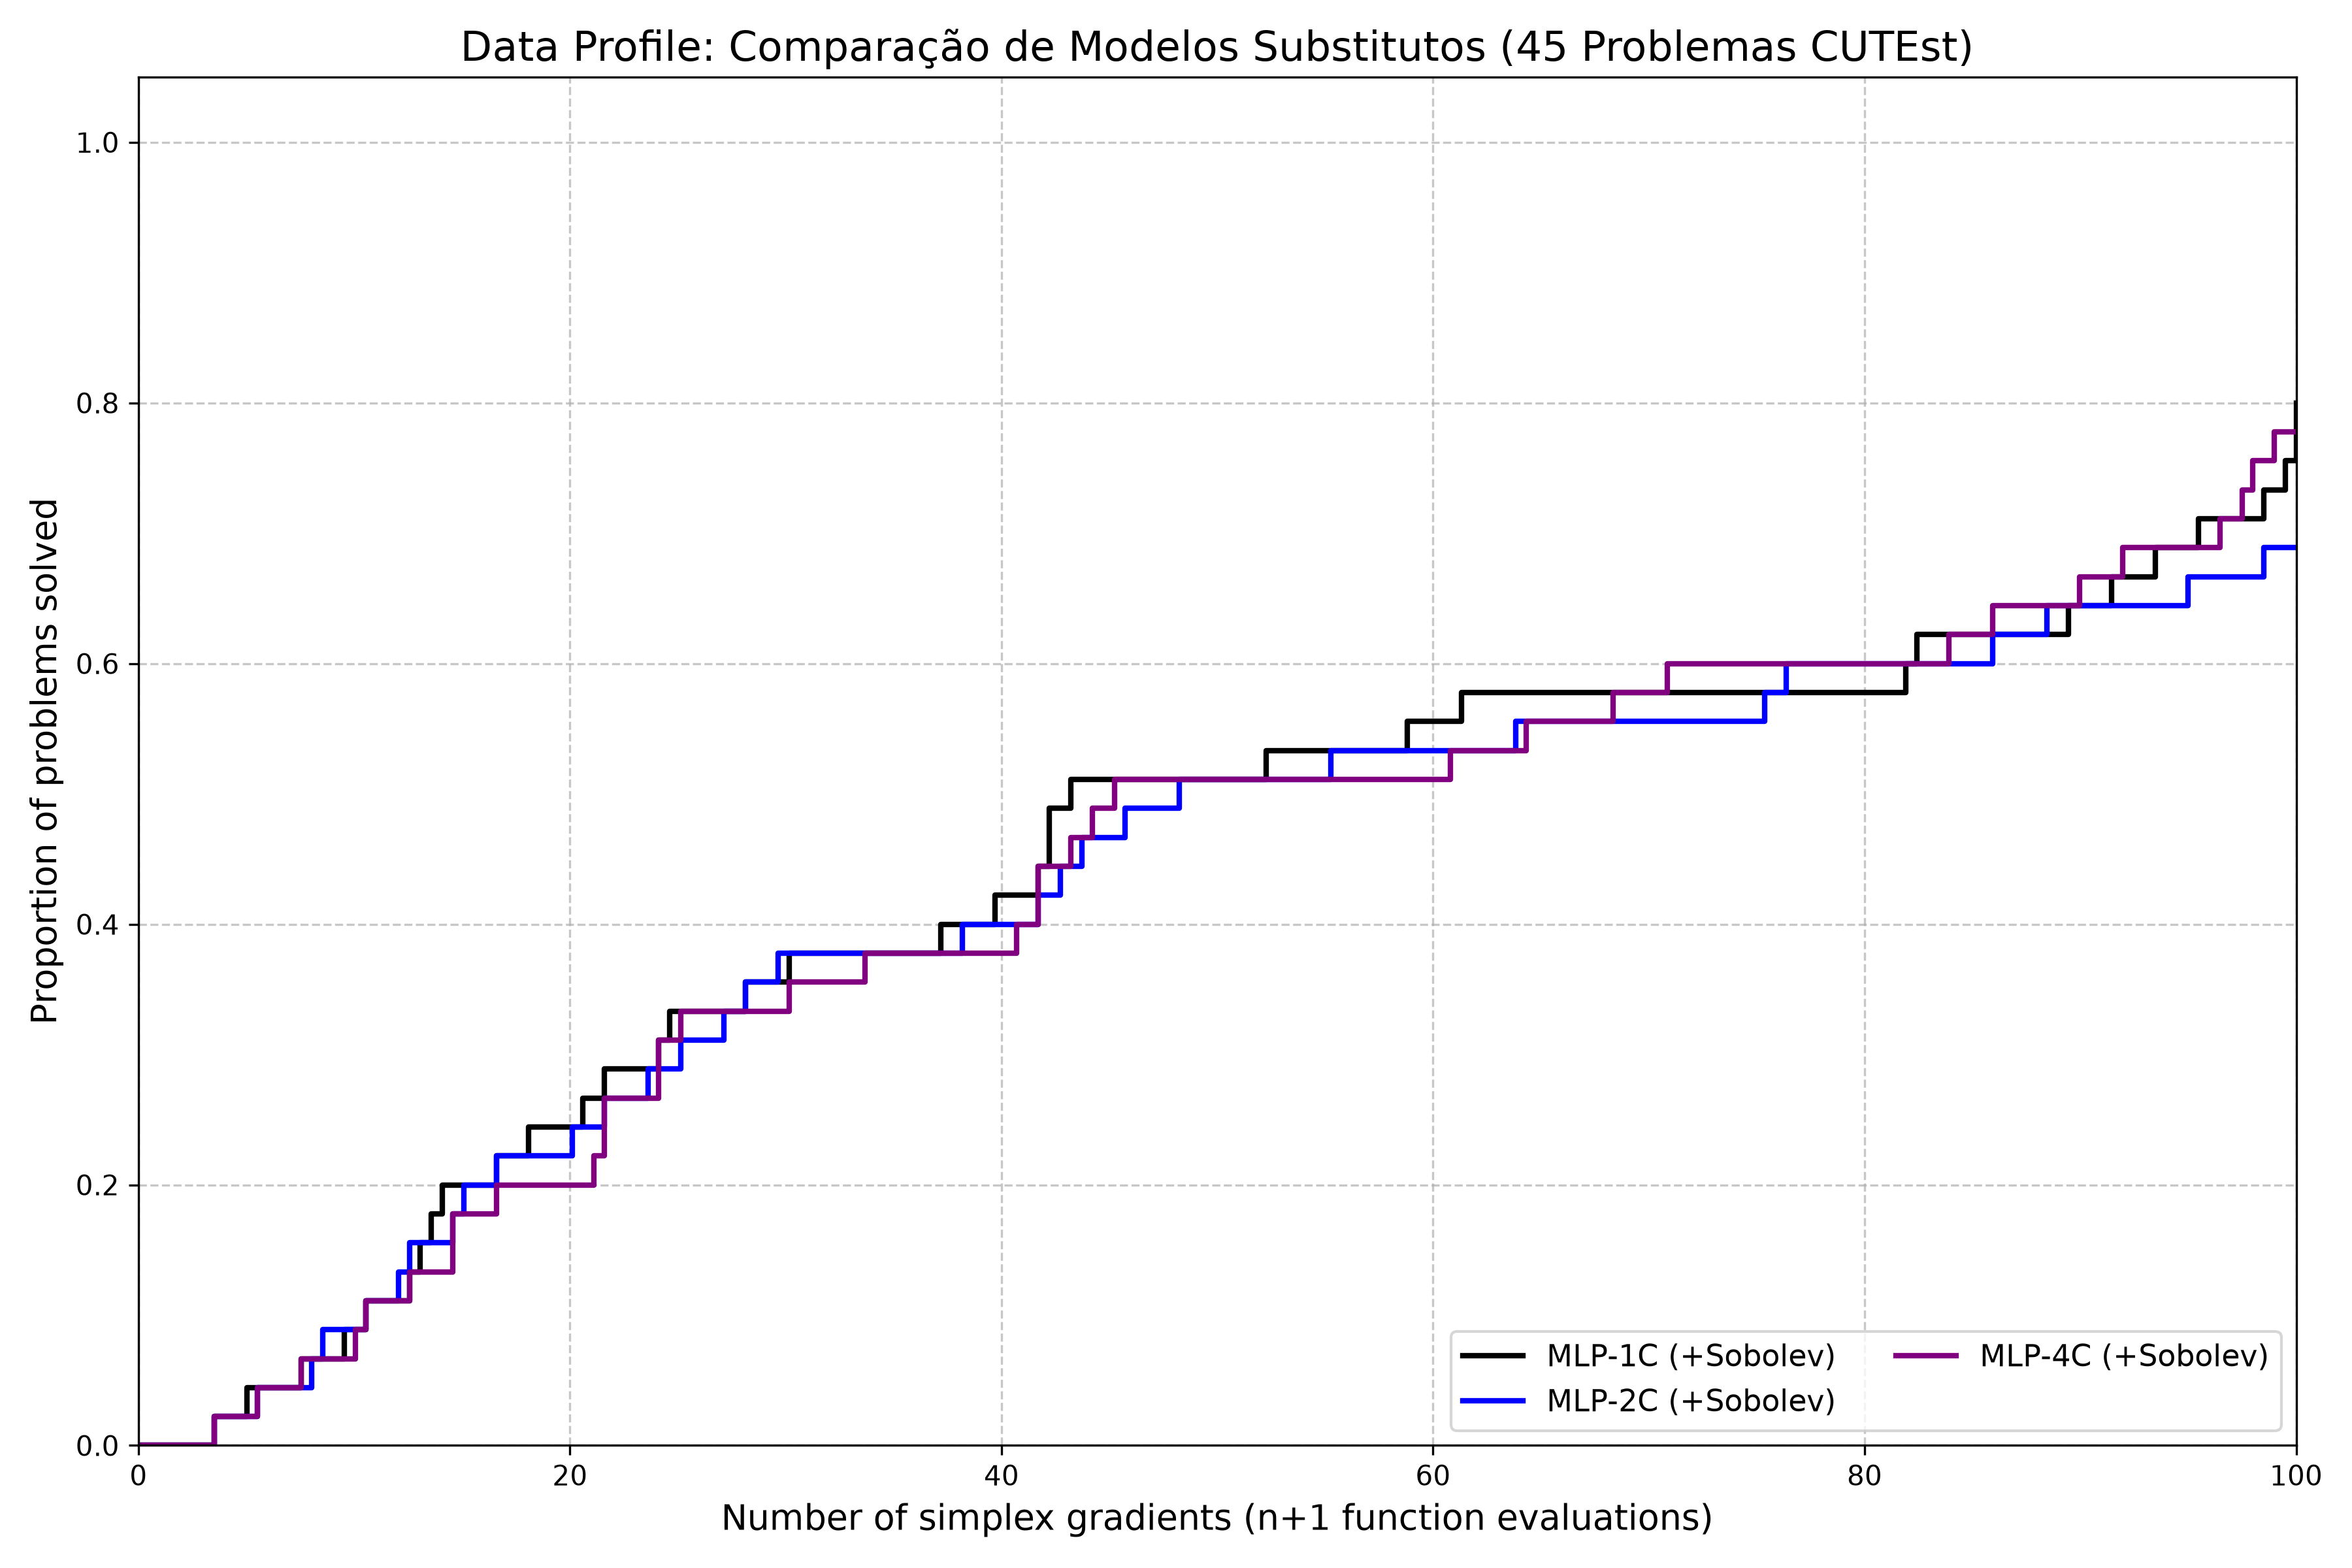 Data Profile: Comparação de Modelos Substitutos (45 Problemas CUTEst)
Proportion of problems solved
1.0
0.8
0.6
0.4
0.2
0.0
0 20 40 60 80 100
Number of simplex gradients (n+1 function evaluations)
MLP-1C (+Sobolev)
MLP-2C (+Sobolev)
MLP-4C (+Sobolev)